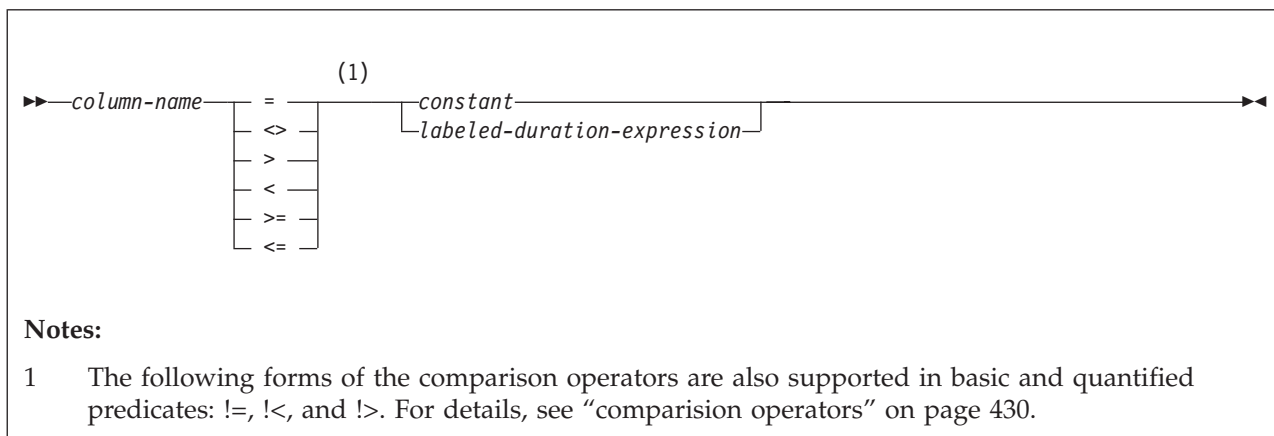 (1)
column-name = constant
<> labeled-duration-expression
>
<
>=
<=
Notes:
1 The following forms of the comparison operators are also supported in basic and quantified
predicates: !=, !<, and !>. For details, see “comparision operators” on page 430.